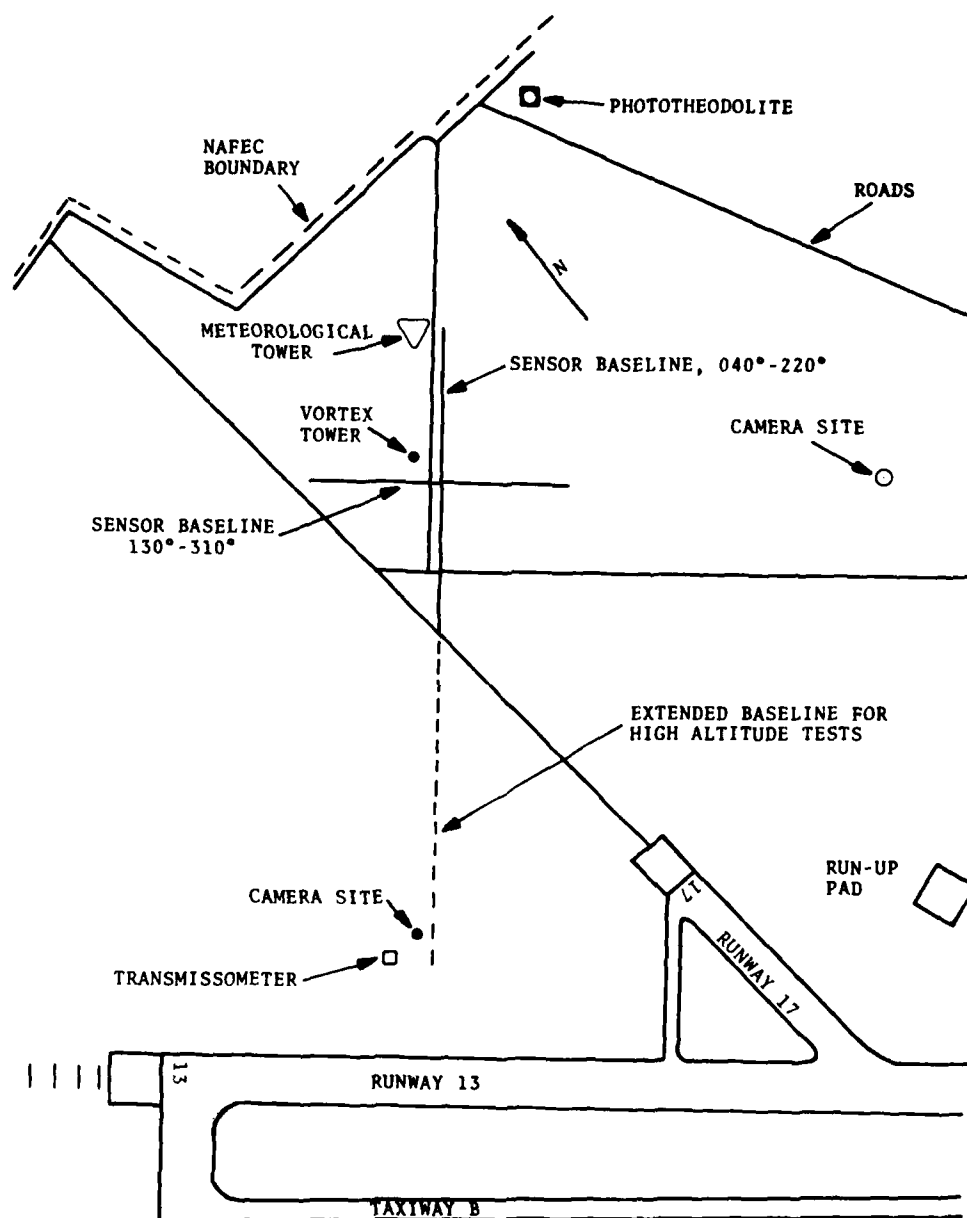 PHOTOTHEODOLITE
NAFEC
BOUNDARY
ROADS
N
METEOROLOGICAL
TOWER
SENSOR BASELINE, 040°-220°
VORTEX
TOWER
CAMERA SITE
SENSOR BASELINE
130°-310°
EXTENDED BASELINE FOR
HIGH ALTITUDE TESTS
RUN-UP
PAD
CAMERA SITE
17
TRANSMISSOMETER
RUNWAY 17
13
RUNWAY 13
TAXIWAY B